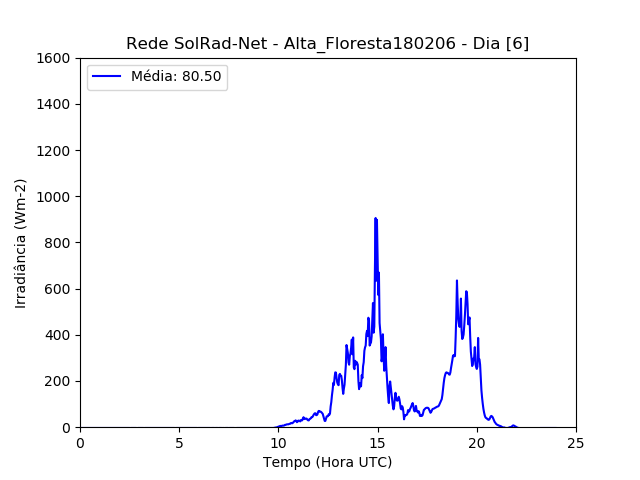 Rede SolRad-Net - Alta_Floresta180206 - Dia [6]
Média: 80.50
1600
1400
1200
1000
800
600
400
200
0
Irradiância (Wm-2)
0 5 10 15 20 25
Tempo (Hora UTC)